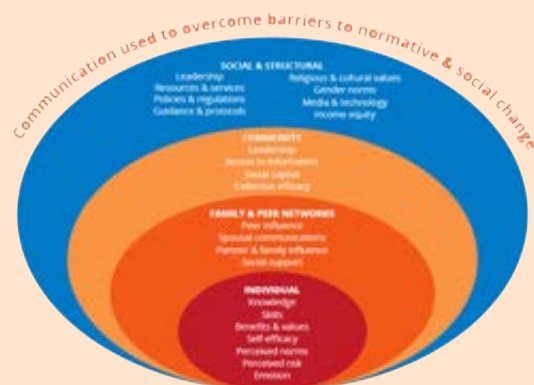 Communication used to overcome barriers to normative & social change
SOCIAL & STRUCTURAL
Leadership
Resources & services
Policies & regulations
Guidance & protocols
Religious & cultural values
Gender norms
Media & technology
Income equity
COMMUNITY
Leadership
Access to information
Social capital
Collective efficacy
FAMILY & PEER NETWORKS
Peer influence
Spousal communications
Partner & family influence
Social support
INDIVIDUAL
Knowledge
Skills
Benefits & values
Self-efficacy
Perceived norms
Perceived risk
Emotion